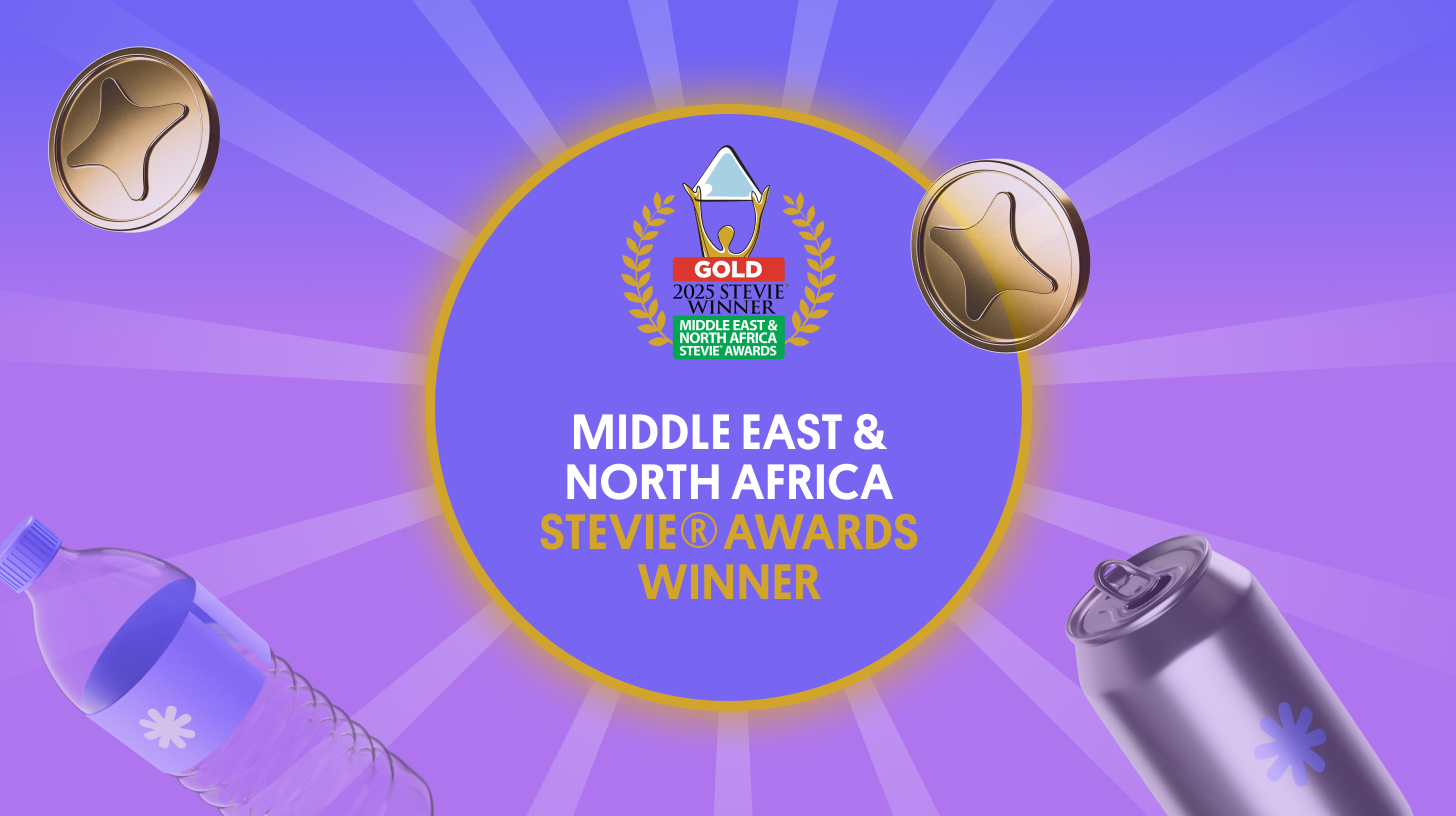 GOLD
2025 STEVIE®
WINNER
MIDDLE EAST &
NORTH AFRICA
STEVIE® AWARDS
MIDDLE EAST &
NORTH AFRICA
STEVIE® AWARDS
WINNER